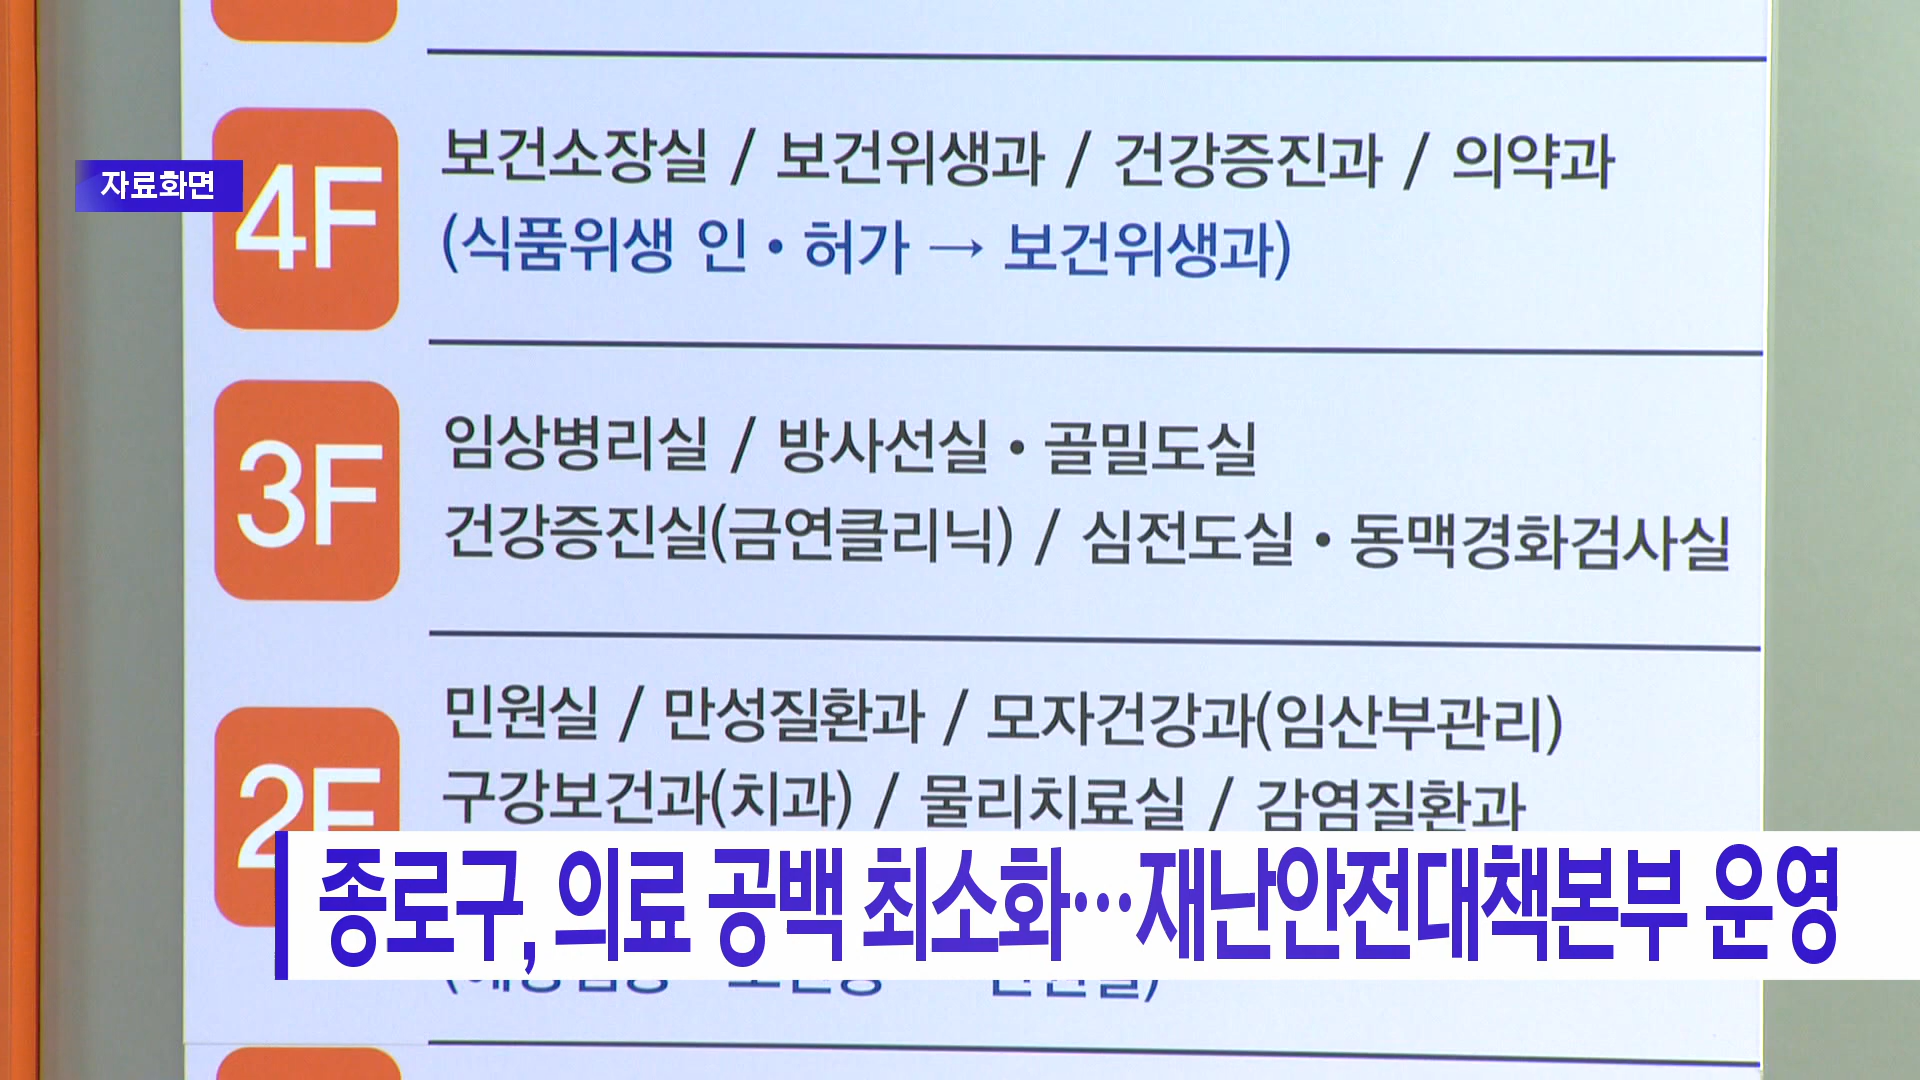 자료화면
4F
보건소장실 / 보건위생과 / 건강증진과 / 의약과
(식품위생 인·허가 → 보건위생과)
3F
임상병리실 / 방사선실·골밀도실
건강증진실(금연클리닉) / 심전도실·동맥경화검사실
2F
민원실 / 만성질환과 / 모자건강과(임산부관리)
구강보건과(치과) / 물리치료실 / 감염질환과
종로구, 의료 공백 최소화…재난안전대책본부 운영